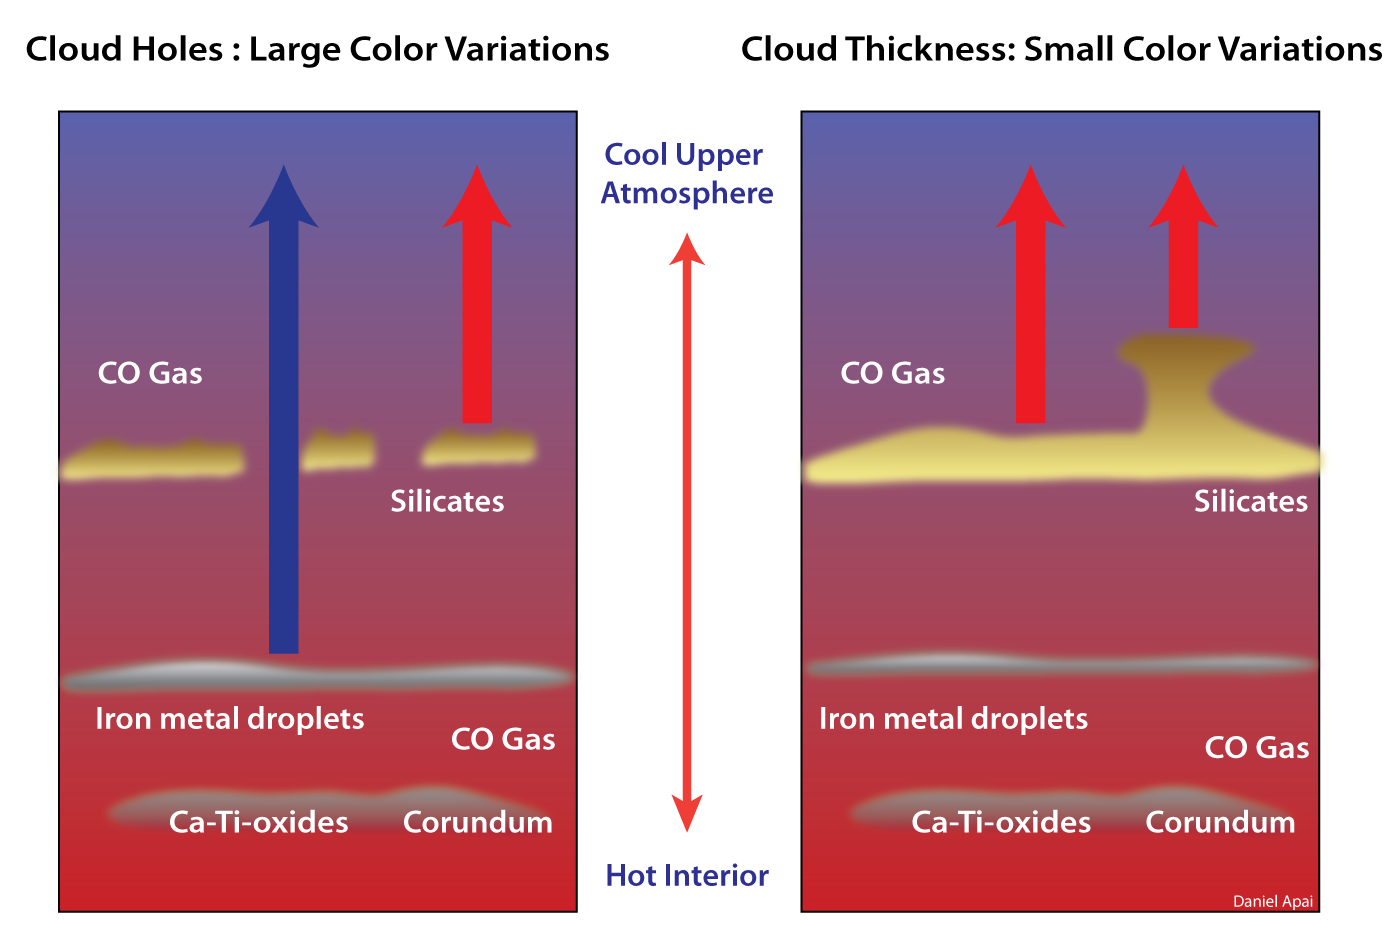 Cloud Holes : Large Color Variations
Cloud Thickness: Small Color Variations
Cool Upper
Atmosphere
CO Gas
Silicates
Iron metal droplets
CO Gas
Ca-Ti-oxides
Corundum
Hot Interior
CO Gas
Silicates
Iron metal droplets
CO Gas
Ca-Ti-oxides
Corundum
Daniel Apai